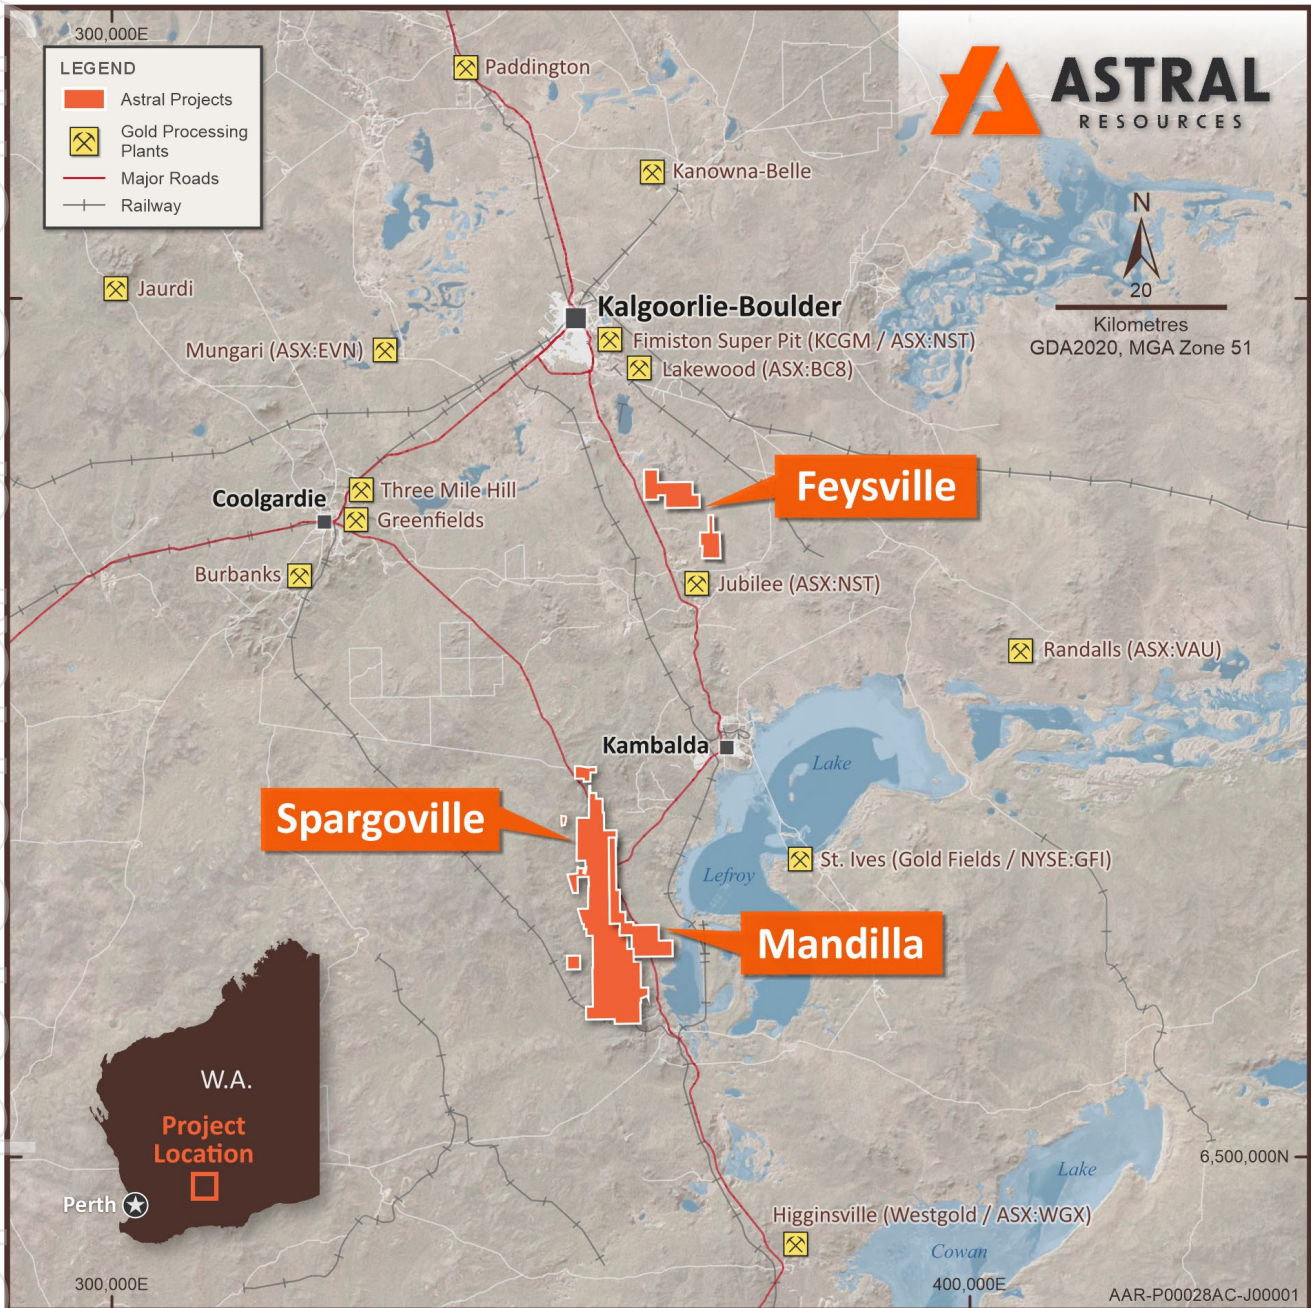 300,000E
LEGEND
Astral Projects
Gold Processing
Plants
Major Roads
Railway
ASTRAL
RESOURCES
Paddington
Kanowna-Belle
N
20
Kilometres
GDA2020, MGA Zone 51
Jaurdi
Kalgoorlie-Boulder
Mungari (ASX:EVN)
Fimiston Super Pit (KCGM / ASX:NST)
Lakewood (ASX:BC8)
Feysville
Coolgardie
Three Mile Hill
Greenfields
Burbanks
Jubilee (ASX:NST)
Randalls (ASX:VAU)
Kambalda
Lake
Spargoville
St. Ives (Gold Fields / NYSE:GFI)
Lefroy
Mandilla
W.A.
Project
Location
Perth
6,500,000N
Lake
Higginsville (Westgold / ASX:WGX)
Cowan
300,000E
400,000E
AAR-P00028AC-J00001